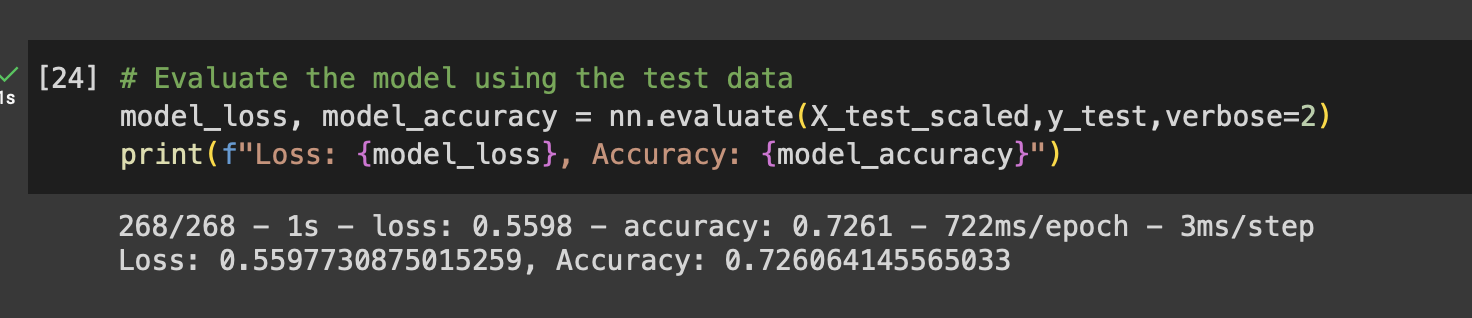 [24] # Evaluate the model using the test data
1s model_loss, model_accuracy = nn.evaluate(X_test_scaled,y_test,verbose=2)
print(f"Loss: {model_loss}, Accuracy: {model_accuracy}")
268/268 - 1s - loss: 0.5598 - accuracy: 0.7261 - 722ms/epoch - 3ms/step
Loss: 0.5597730875015259, Accuracy: 0.726064145565033